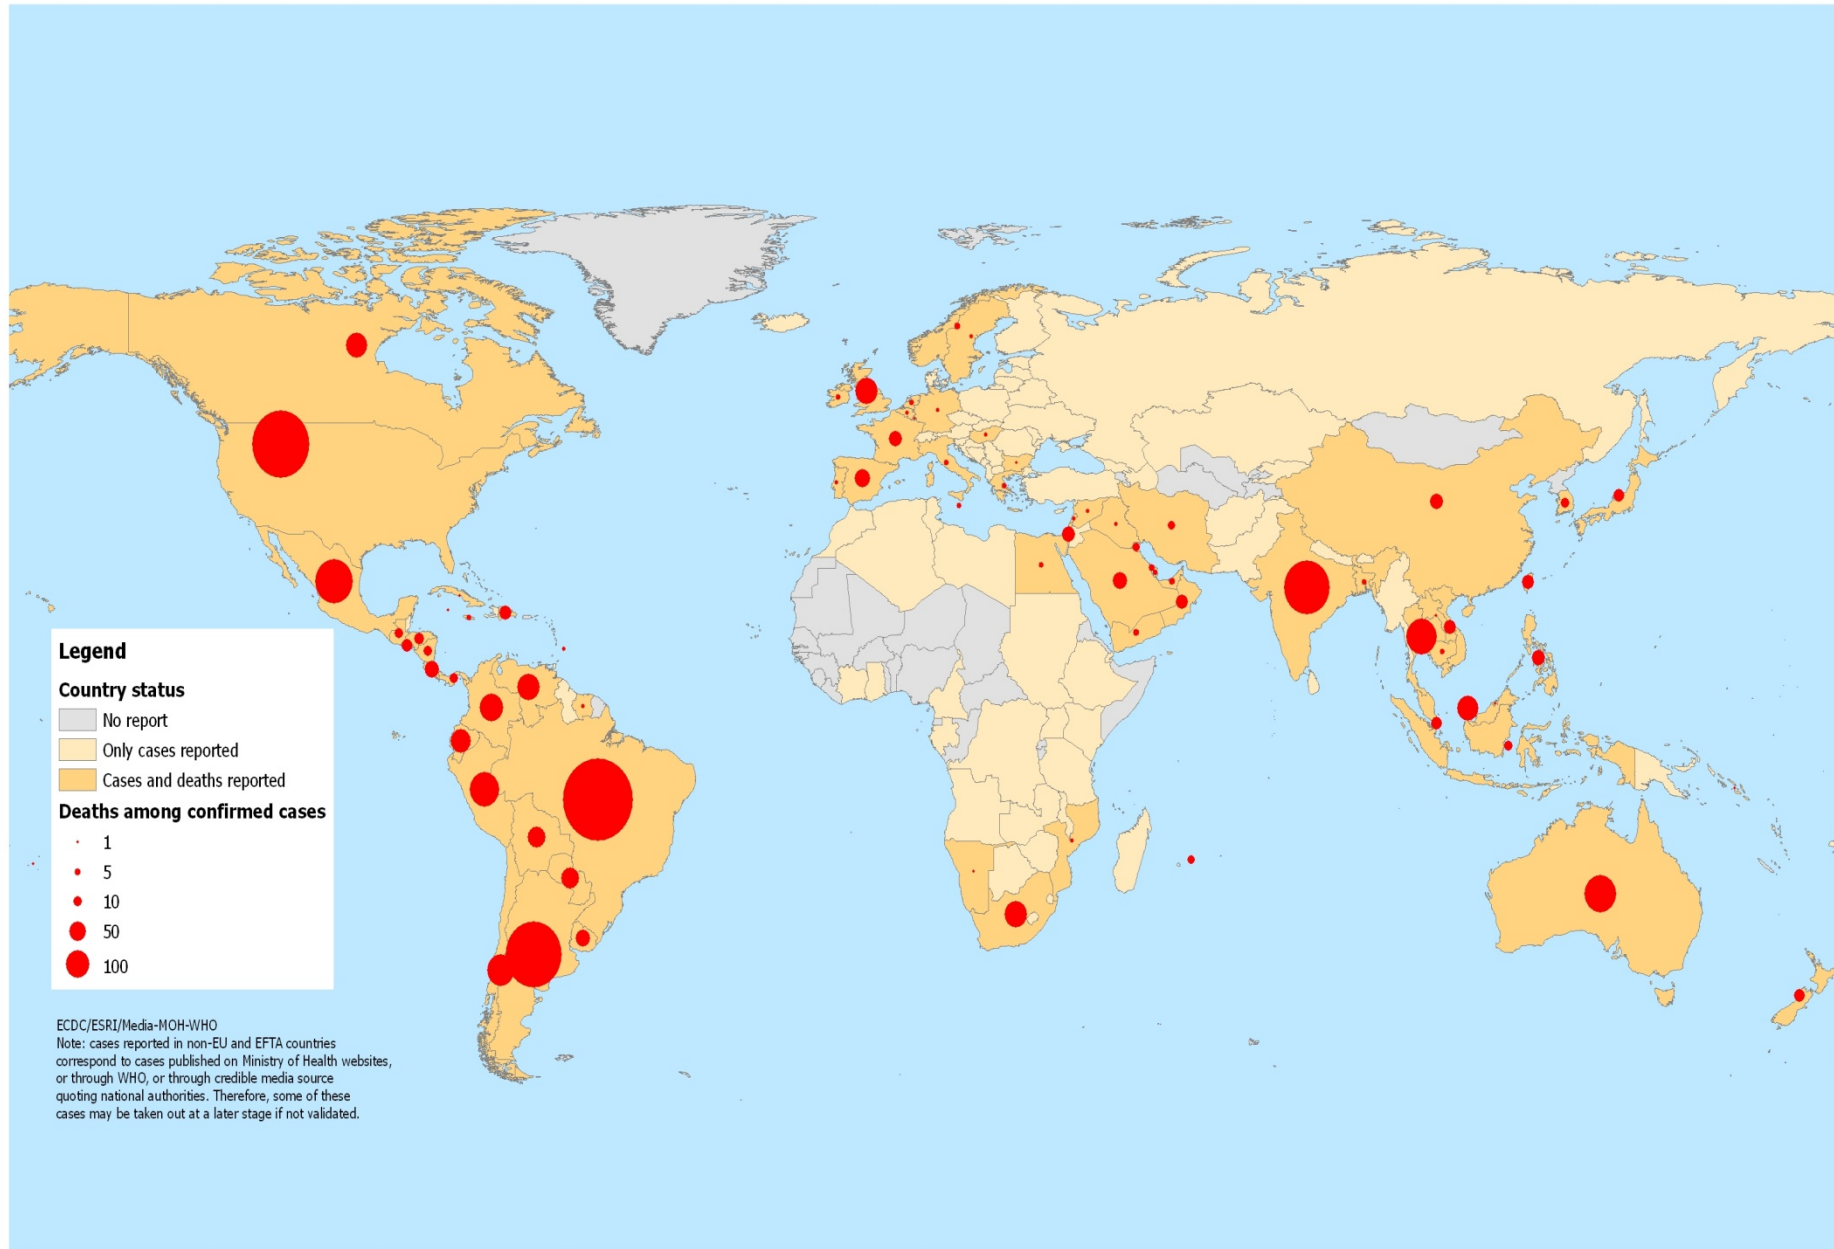 Legend
Country status
No report
Only cases reported
Cases and deaths reported
Deaths among confirmed cases
1
5
10
50
100
ECDC/ESRI/Media-MOH-WHO
Note: cases reported in non-EU and EFTA countries
correspond to cases published on Ministry of Health websites,
or through WHO, or through credible media source
quoting national authorities. Therefore, some of these
cases may be taken out at a later stage if not validated.